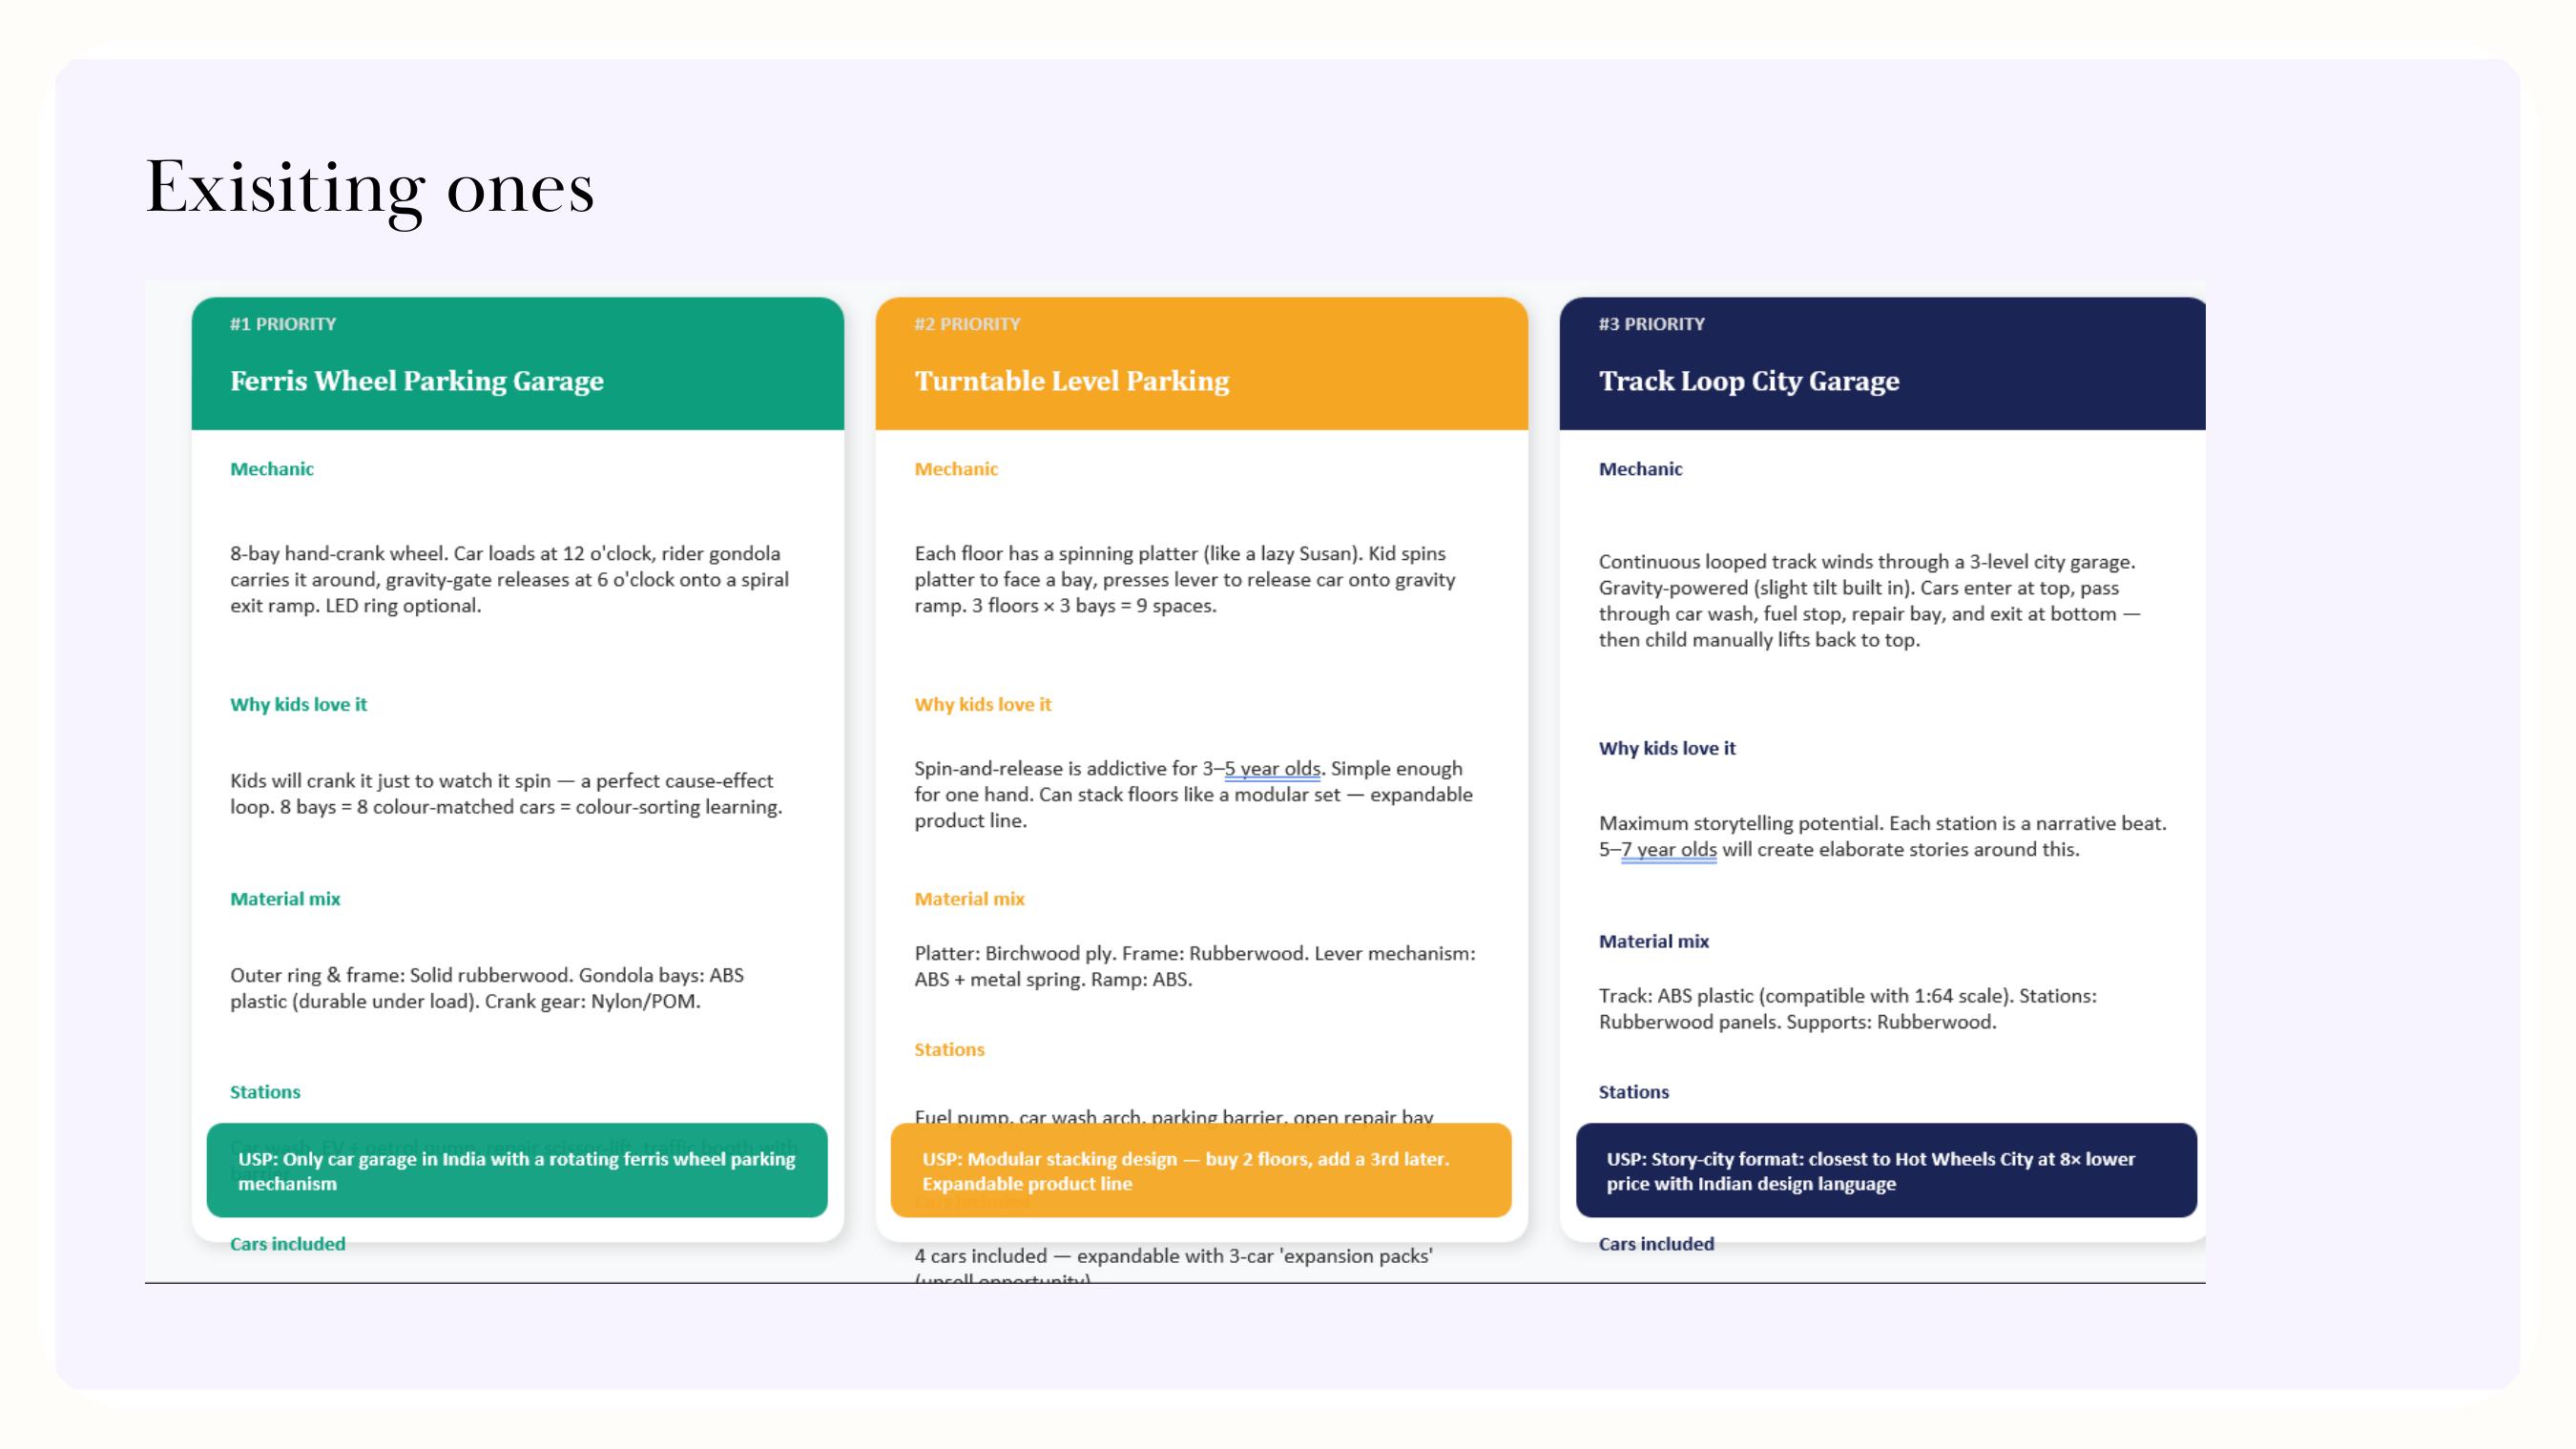 Exisiting ones
#1 PRIORITY
Ferris Wheel Parking Garage
Mechanic
8-bay hand-crank wheel. Car loads at 12 o'clock, rider gondola
carries it around, gravity-gate releases at 6 o'clock onto a spiral
exit ramp. LED ring optional.
Why kids love it
Kids will crank it just to watch it spin — a perfect cause-effect
loop. 8 bays = 8 colour-matched cars = colour-sorting learning.
Material mix
Outer ring & frame: Solid rubberwood. Gondola bays: ABS
plastic (durable under load). Crank gear: Nylon/POM.
Stations
Car wash, EV + petrol pump, repair scissor lift, traffic booth with
barrier
USP: Only car garage in India with a rotating ferris wheel parking
mechanism
Cars included
#2 PRIORITY
Turntable Level Parking
Mechanic
Each floor has a spinning platter (like a lazy Susan). Kid spins
platter to face a bay, presses lever to release car onto gravity
ramp. 3 floors × 3 bays = 9 spaces.
Why kids love it
Spin-and-release is addictive for 3–5 year olds. Simple enough
for one hand. Can stack floors like a modular set — expandable
product line.
Material mix
Platter: Birchwood ply. Frame: Rubberwood. Lever mechanism:
ABS + metal spring. Ramp: ABS.
Stations
Fuel pump, car wash arch, parking barrier, open repair bay
USP: Modular stacking design — buy 2 floors, add a 3rd later.
Expandable product line
Cars included
4 cars included — expandable with 3-car 'expansion packs'
(upsell opportunity)
#3 PRIORITY
Track Loop City Garage
Mechanic
Continuous looped track winds through a 3-level city garage.
Gravity-powered (slight tilt built in). Cars enter at top, pass
through car wash, fuel stop, repair bay, and exit at bottom —
then child manually lifts back to top.
Why kids love it
Maximum storytelling potential. Each station is a narrative beat.
5–7 year olds will create elaborate stories around this.
Material mix
Track: ABS plastic (compatible with 1:64 scale). Stations:
Rubberwood panels. Supports: Rubberwood.
Stations
USP: Story-city format: closest to Hot Wheels City at 8× lower
price with Indian design language
Cars included